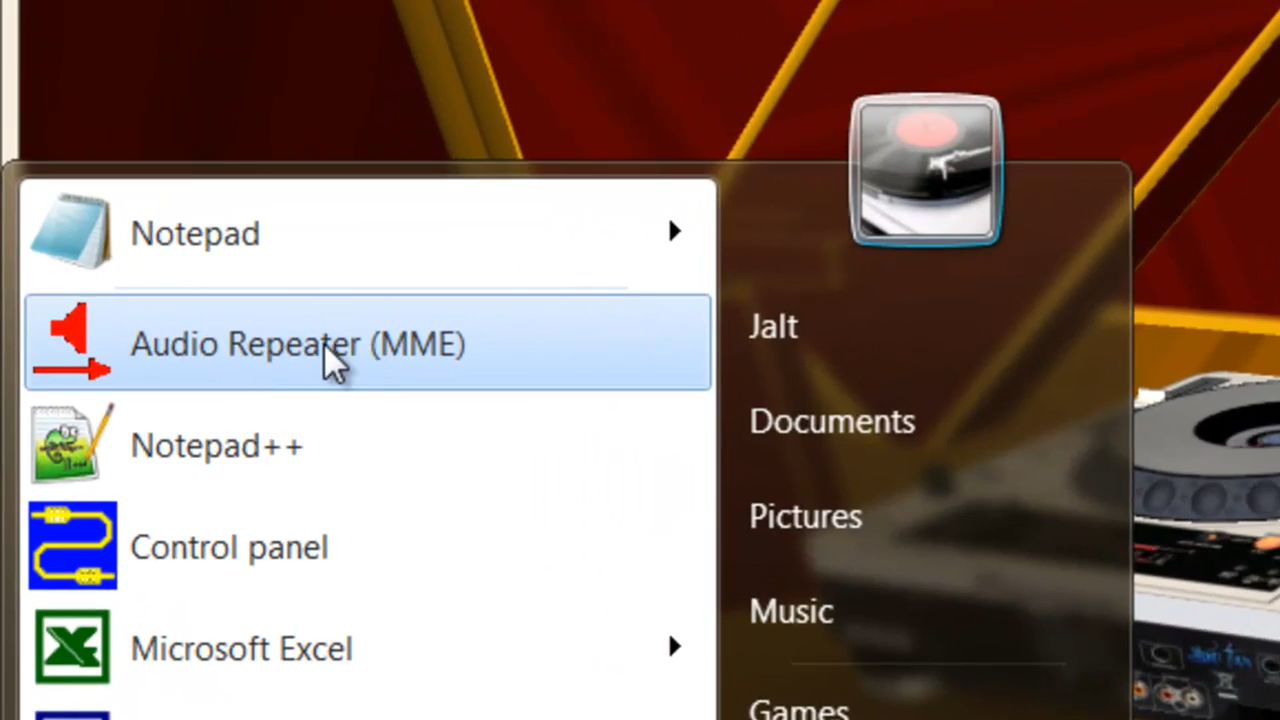 Notepad
Audio Repeater (MME)
Notepad++
Control panel
Microsoft Excel
Jalt
Documents
Pictures
Music
Games